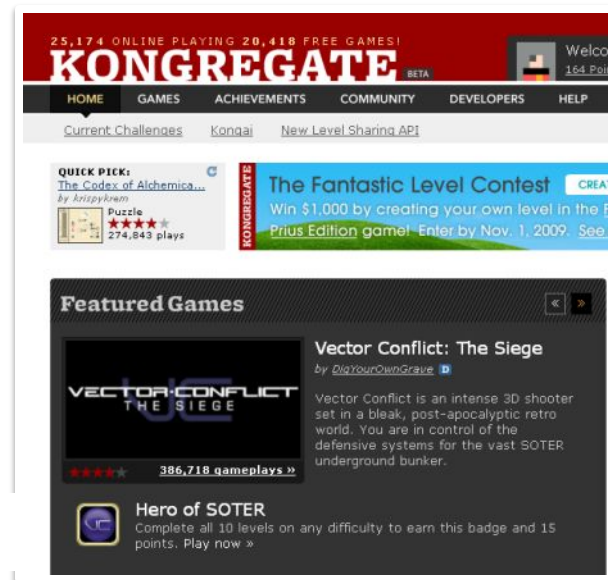 25,174 ONLINE PLAYING 20,418 FREE GAMES!
KONGREGATE BETA
164 Poi
HOME GAMES ACHIEVEMENTS COMMUNITY DEVELOPERS HELP
Current Challenges Kongai New Level Sharing API
QUICK PICK:
The Codex of Alchemica...
by krispykrem
Puzzle
274,843 plays
KONGREGATE
The Fantastic Level Contest
Win $1,000 by creating your own level in the
Prius Edition game! Enter by Nov. 1, 2009. See
Featured Games « »
VECTOR CONFLICT
THE SIEGE
386,718 gameplays »
Vector Conflict: The Siege
by DigYourOwnGrave D
Vector Conflict is an intense 3D shooter
set in a bleak, post-apocalyptic retro
world. You are in control of the
defensive systems for the vast SOTER
underground bunker.
Hero of SOTER
Complete all 10 levels on any difficulty to earn this badge and 15
points. Play now »